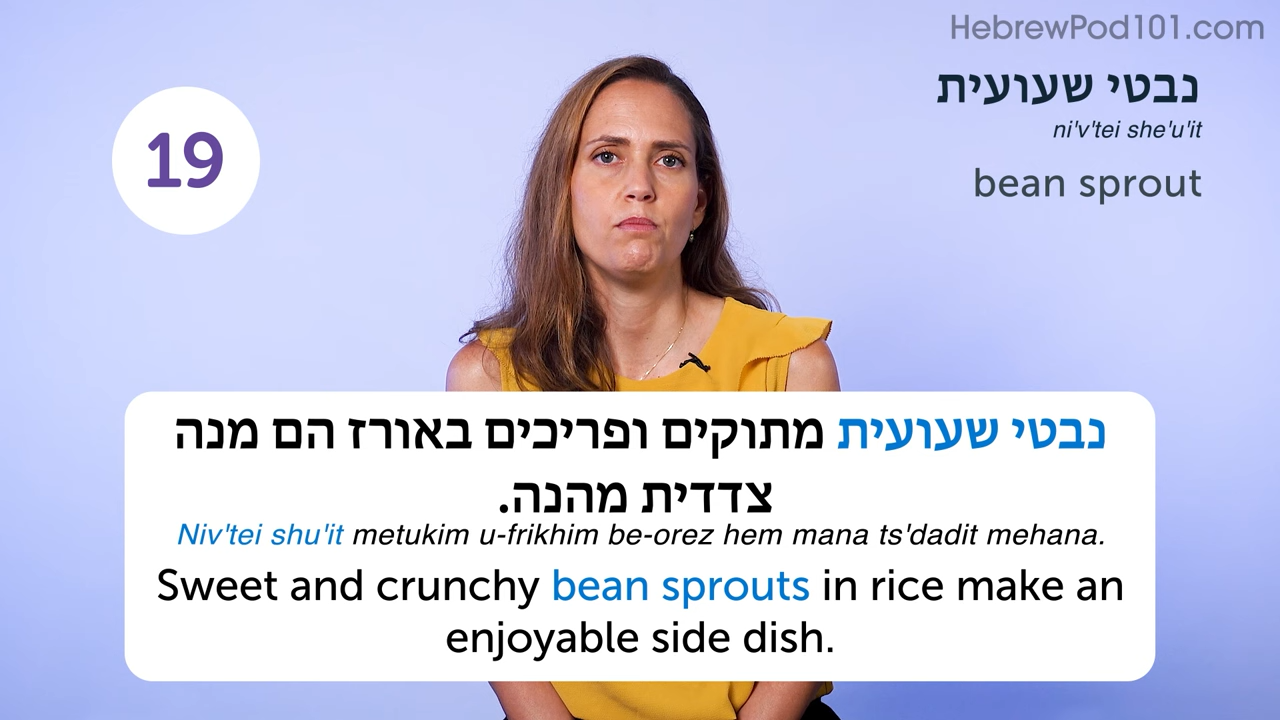 HebrewPod101.com
19
נבטי שעועית
ni'v'tei she'u'it
bean sprout
נבטי שעועית מתוקים ופריכים באורז הם מנה
צדדית מהנה.
Niv'tei shu'it metukim u-frikhim be-orez hem mana ts'dadit mehana.
Sweet and crunchy bean sprouts in rice make an
enjoyable side dish.